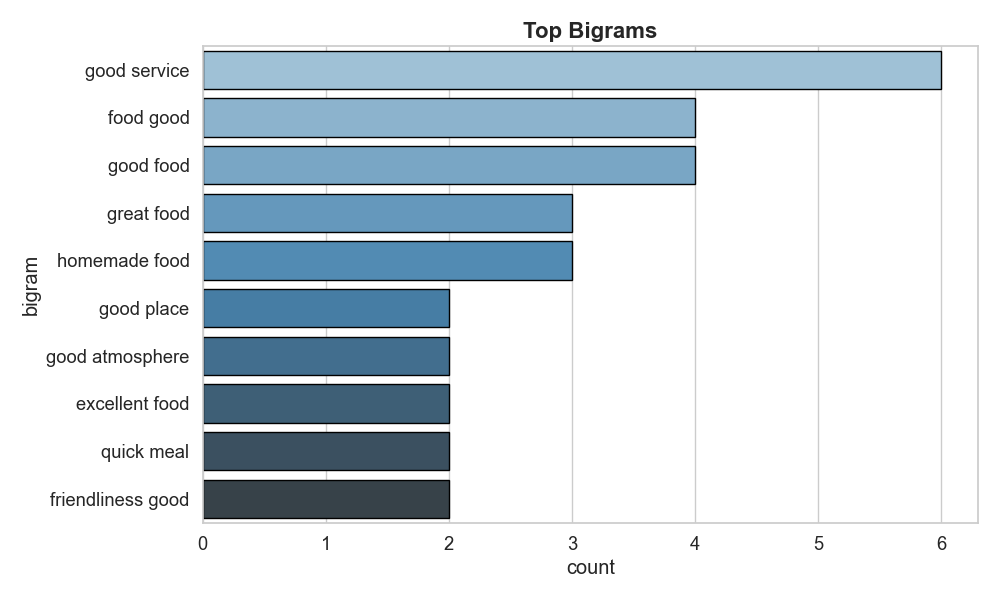 Top Bigrams
good service
food good
good food
great food
homemade food
good place
good atmosphere
excellent food
quick meal
friendliness good
bigram
0 1 2 3 4 5 6
count